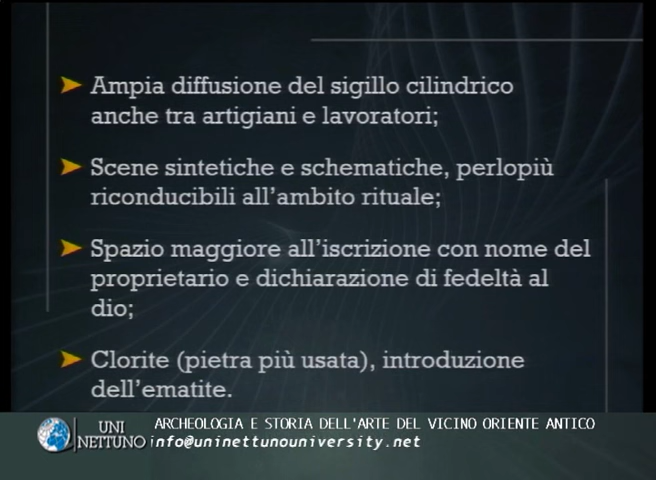 Ampia diffusione del sigillo cilindrico
anche tra artigiani e lavoratori;
Scene sintetiche e schematiche, perlopiù
riconducibili all'ambito rituale;
Spazio maggiore all'iscrizione con nome del
proprietario e dichiarazione di fedeltà al
dio;
Clorite (pietra più usata), introduzione
dell'ematite.
UNI
NETTUNO
ARCHEOLOGIA E STORIA DELL'ARTE DEL VICINO ORIENTE ANTICO
info@uninettunouniversity.net